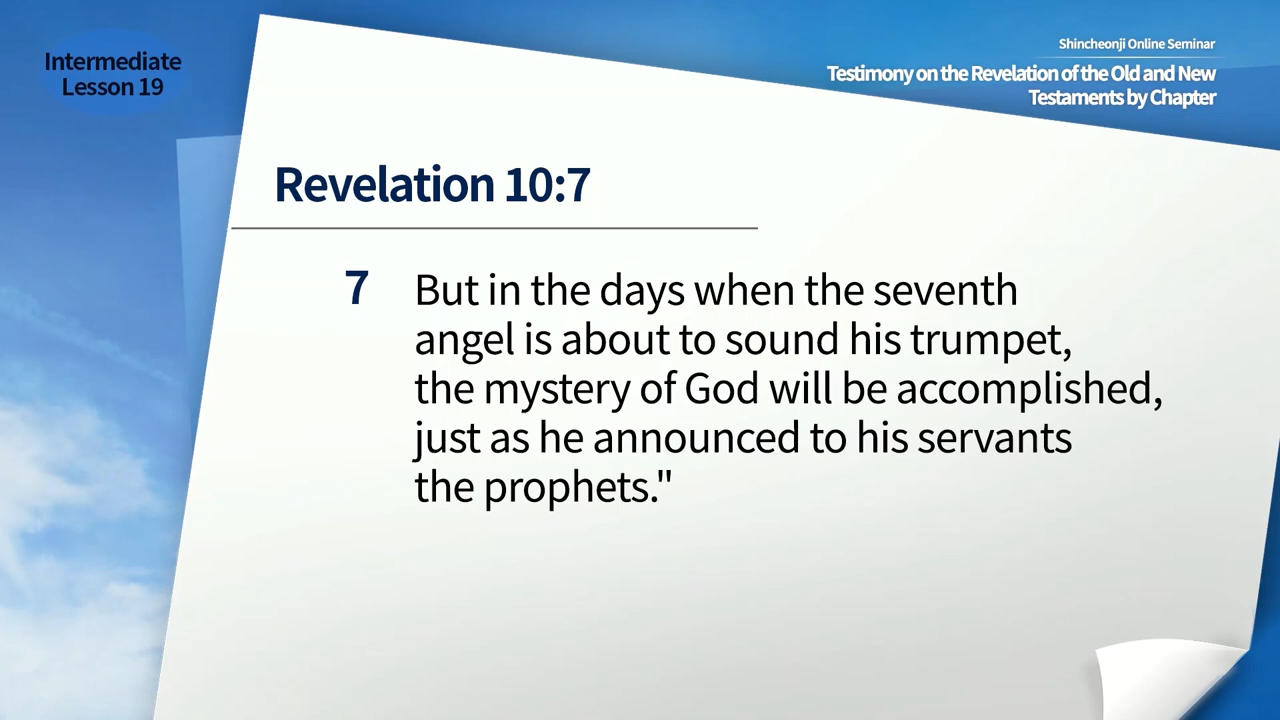 Intermediate
Lesson 19
Shincheonji Online Seminar
Testimony on the Revelation of the Old and New
Testaments by Chapter
Revelation 10:7
7 But in the days when the seventh
angel is about to sound his trumpet,
the mystery of God will be accomplished,
just as he announced to his servants
the prophets."